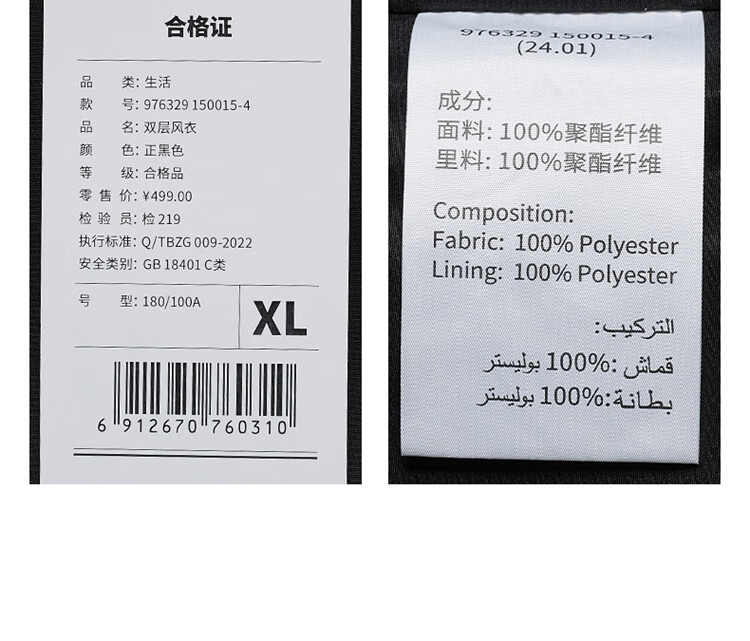 合格证
品 类: 生活
款 号: 976329 150015-4
品 名: 双层风衣
颜 色: 正黑色
等 级: 合格品
零 售 价: ¥499.00
检 验 员: 检 219
执行标准: Q/TBZG 009-2022
安全类别: GB 18401 C类
号 型: 180/100A
XL
6 912670 760310
976329 150015-4
(24.01)
成分:
面料: 100%聚酯纤维
里料: 100%聚酯纤维
Composition:
Fabric: 100% Polyester
Lining: 100% Polyester
التركيب:
قماش :100% بوليستر
بطانة:100% بوليستر